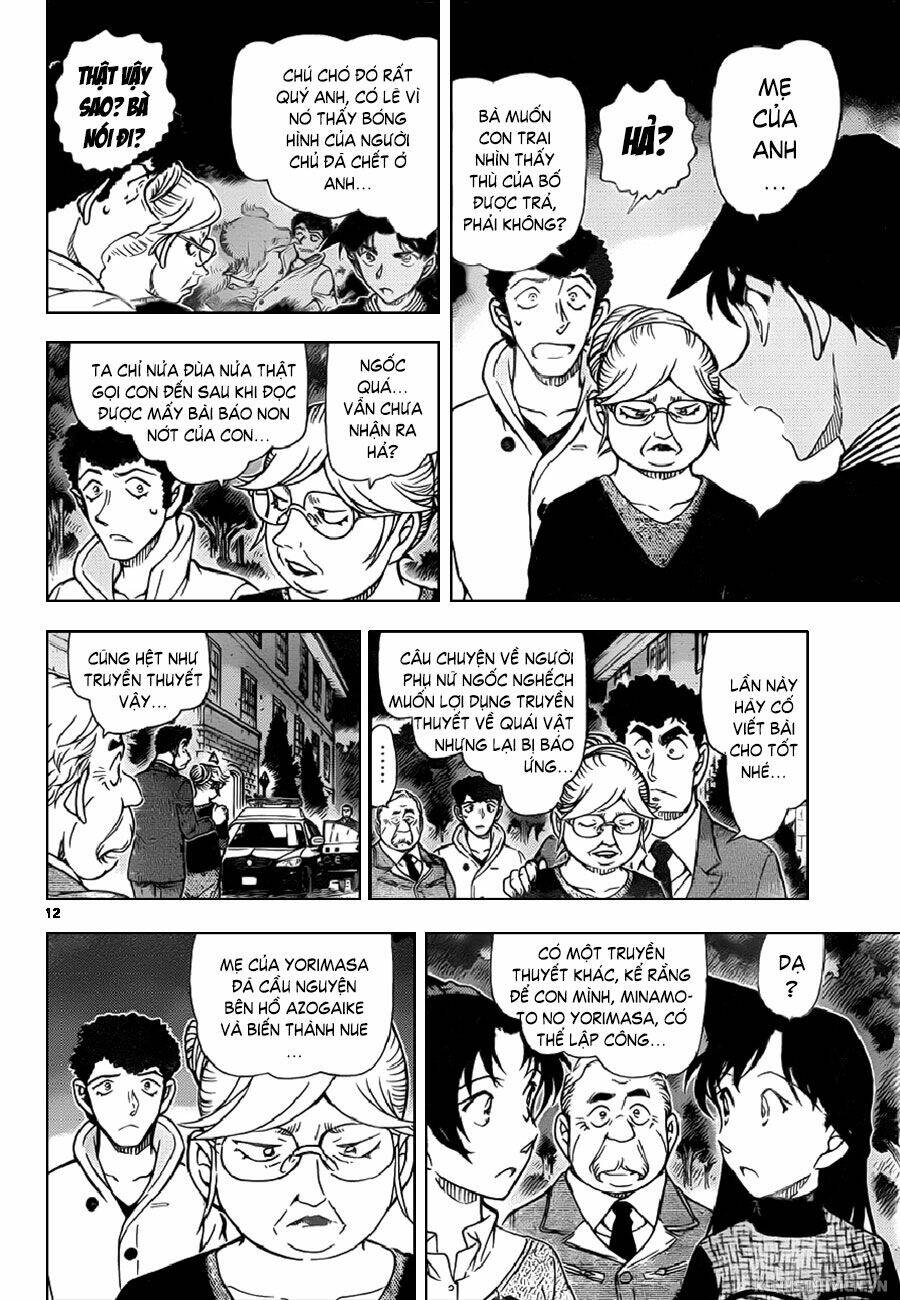 MẸ
CỦA
ANH
...
HẢ?
BÀ MUỐN
CON TRAI
NHÌN THẤY
THÙ CỦA BỐ
ĐƯỢC TRẢ,
PHẢI KHÔNG?
CHÚ CHÓ ĐÓ RẤT
QUÝ ANH, CÓ LẼ VÌ
NÓ THẤY BÓNG
HÌNH CỦA NGƯỜI
CHỦ ĐÃ CHẾT Ở
ANH...
THẬT VẬY
SAO? BÀ
NÓI ĐI?
NGỐC
QUÁ...
VẪN CHƯA
NHẬN RA
HẢ?
TA CHỈ NỬA ĐÙA NỬA THẬT
GỌI CON ĐẾN SAU KHI ĐỌC
ĐƯỢC MẤY BÀI BÁO NON
NỚT CỦA CON...
LẦN NÀY
HÃY CỐ
VIẾT BÀI
CHO TỐT
NHÉ...
CÂU CHUYỆN VỀ NGƯỜI
PHỤ NỮ NGỐC NGHẾCH
MUỐN LỢI DỤNG TRUYỀN
THUYẾT VỀ QUÁI VẬT
NHƯNG LẠI BỊ BÁO
ỨNG...
.....
CŨNG HỆT NHƯ
TRUYỀN THUYẾT
VẬY...
12
DẠ
?
CÓ MỘT TRUYỀN
THUYẾT KHÁC, KỂ RẰNG
ĐỂ CON MÌNH, MINAMO-
TO NO YORIMASA, CÓ
THỂ LẬP CÔNG...
MẸ CỦA YORIMASA
ĐÃ CẦU NGUYỆN
BÊN HỒ AZOGAIKE
VÀ BIẾN THÀNH NUE
...